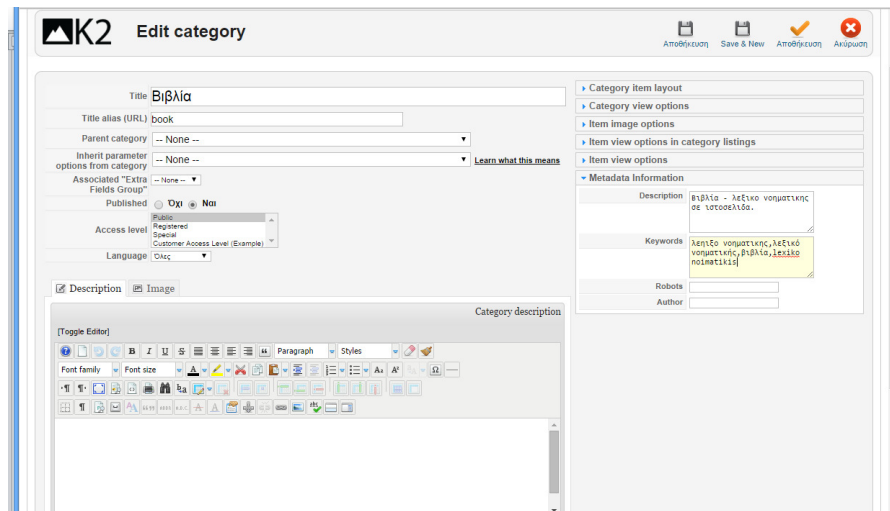 K2 Edit category
Αποθήκευση Save & New Αποθήκευση Ακύρωση
Title Βιβλία
Title alias (URL) book
Parent category -- None --
Inherit parameter options from category -- None -- Learn what this means
Associated "Extra Fields Group" -- None --
Published Όχι Ναι
Access level Public
Registered
Special
Customer Access Level (Example)
Language Όλες
Description Image
Category description
[Toggle Editor]
Paragraph Styles
Font family Font size
Category item layout
Category view options
Item image options
Item view options in category listings
Item view options
Metadata Information
Description Βιβλία - λεξικο νοηματικης
σε ιστοσελιδα.
Keywords
νοηματικής,βιβλία,lexiko
noimatikis
Robots
Author